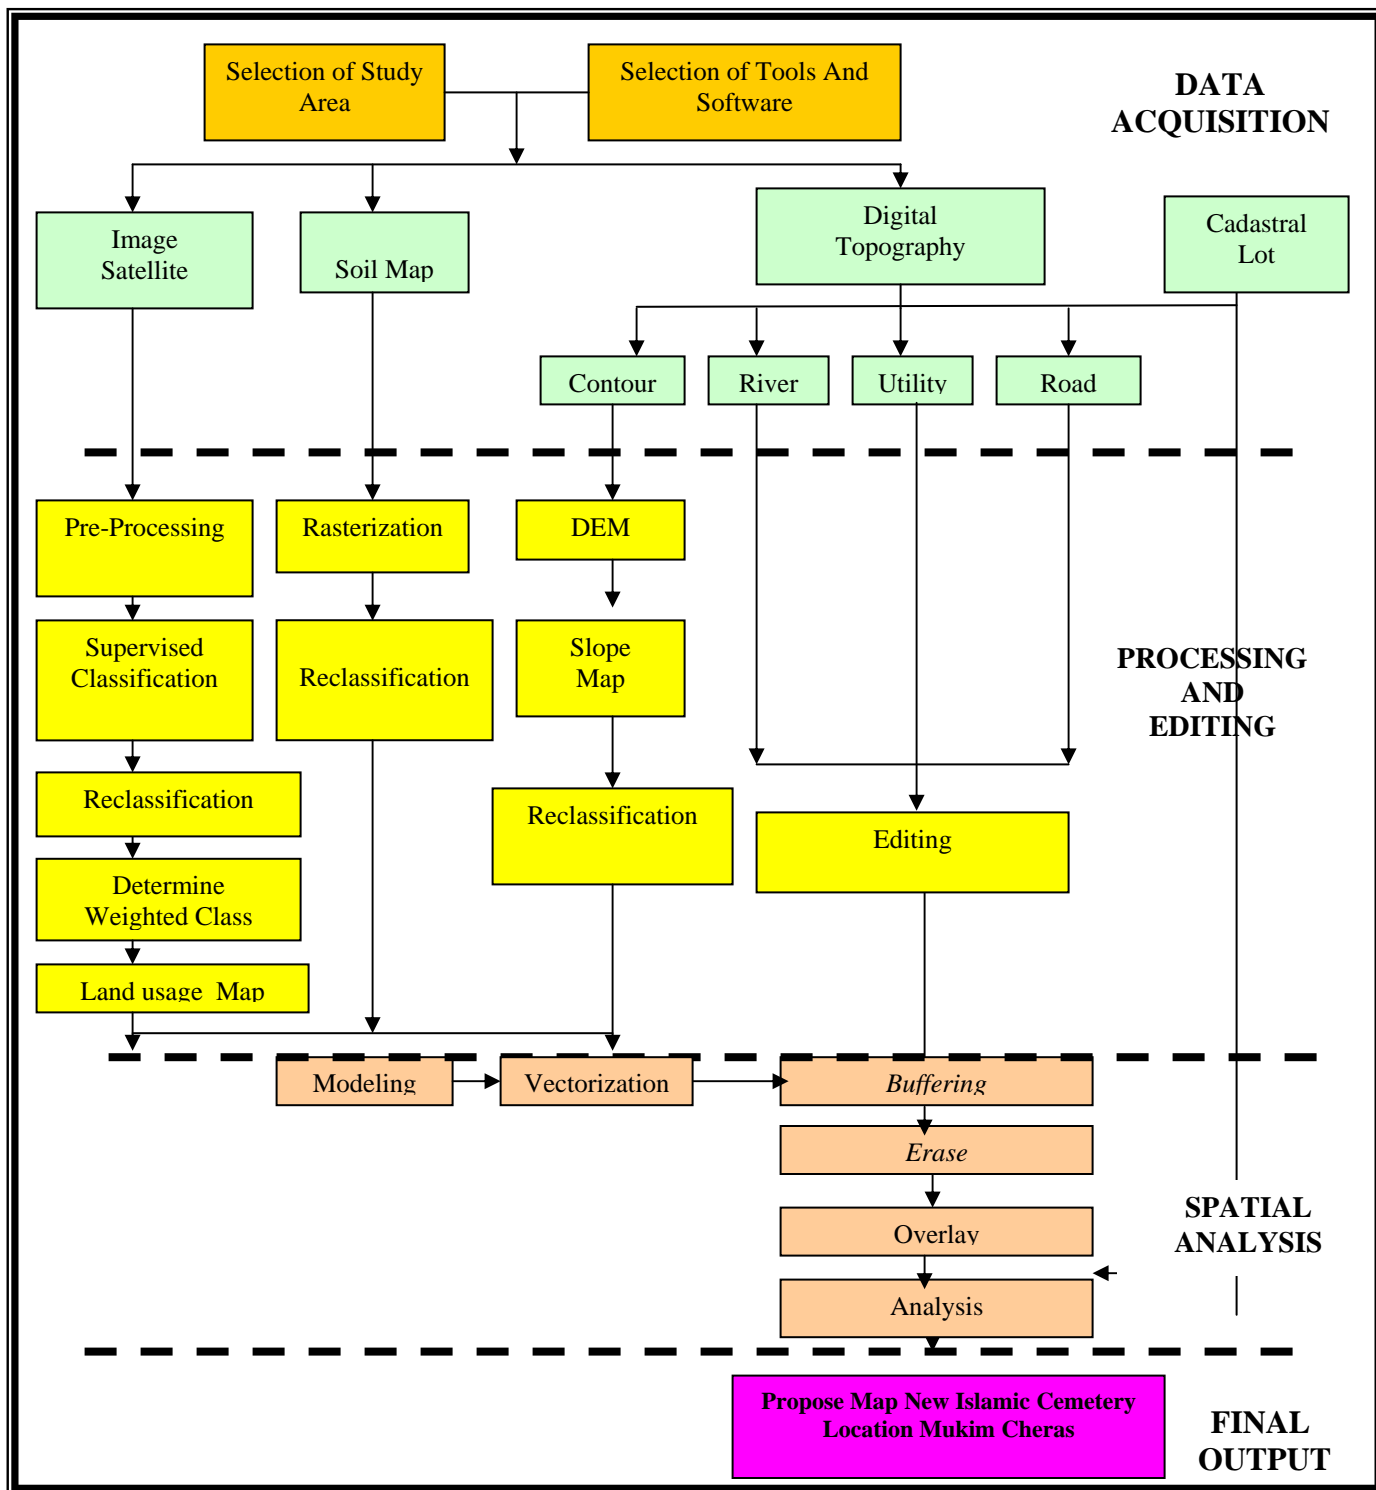 Selection of Study
Area
Selection of Tools And
Software
DATA
ACQUISITION
Image
Satellite
Soil Map
Digital
Topography
Cadastral
Lot
Contour
River
Utility
Road
Pre-Processing
Rasterization
DEM
Supervised
Classification
Reclassification
Slope
Map
PROCESSING
AND
EDITING
Reclassification
Reclassification
Editing
Determine
Weighted Class
Land usage Map
Modeling
Vectorization
Buffering
Erase
Overlay
SPATIAL
ANALYSIS
Analysis
Propose Map New Islamic Cemetery
Location Mukim Cheras
FINAL
OUTPUT